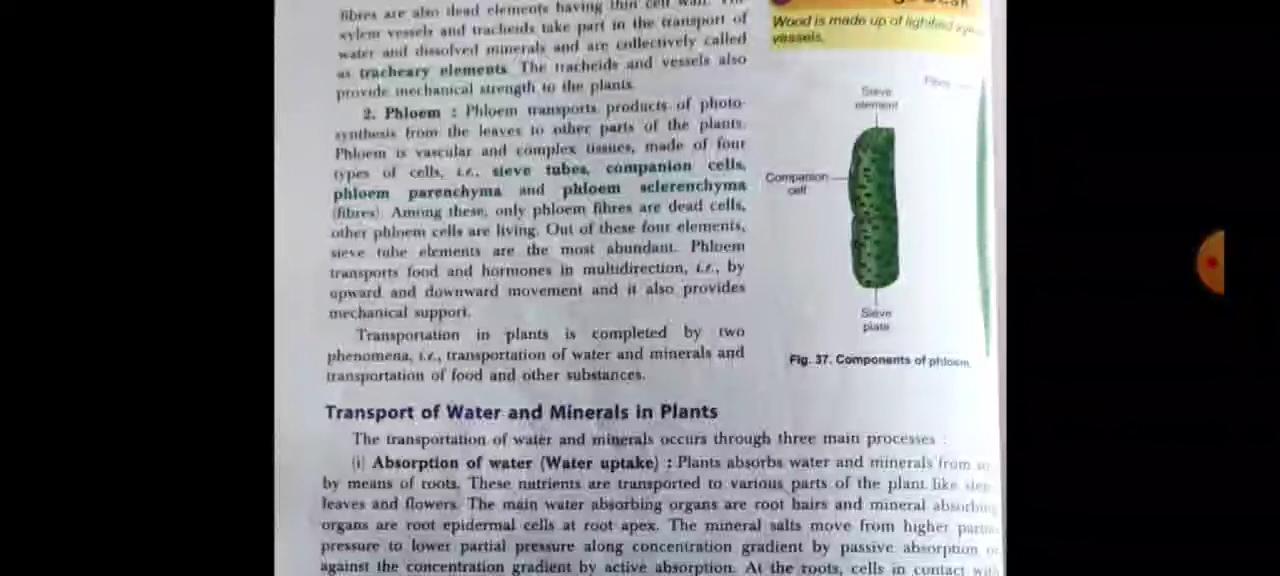 fibres are also dead elements having thin cell wall. The
xylem vessels and tracheids take part in the transport of
water and dissolved minerals and are collectively called
as tracheary elements. The tracheids and vessels also
provide mechanical strength to the plants.
2. Phloem : Phloem transports products of photo-
synthesis from the leaves to other parts of the plants.
Phloem is vascular and complex tissues, made of four
types of cells, i.e., sieve tubes, companion cells,
phloem parenchyma and phloem sclerenchyma
(fibres). Among these, only phloem fibres are dead cells,
other phloem cells are living. Out of these four elements,
sieve tube elements are the most abundant. Phloem
transports food and hormones in multidirection, i.e., by
upward and downward movement and it also provides
mechanical support.
Transportation in plants is completed by two
phenomena, i.e., transportation of water and minerals and
transportation of food and other substances.
Wood is made up of lignified
vessels.
Sieve
element
Companion
cell
Sieve
plate
Fig. 37. Components of phloem
Transport of Water and Minerals in Plants
The transportation of water and minerals occurs through three main processes :
(i) Absorption of water (Water uptake) : Plants absorbs water and minerals from
by means of roots. These nutrients are transported to various parts of the plant like
leaves and flowers. The main water absorbing organs are root hairs and mineral absorbing
organs are root epidermal cells at root apex. The mineral salts move from higher
pressure to lower partial pressure along concentration gradient by passive absorption
against the concentration gradient by active absorption. At the roots, cells in contact with